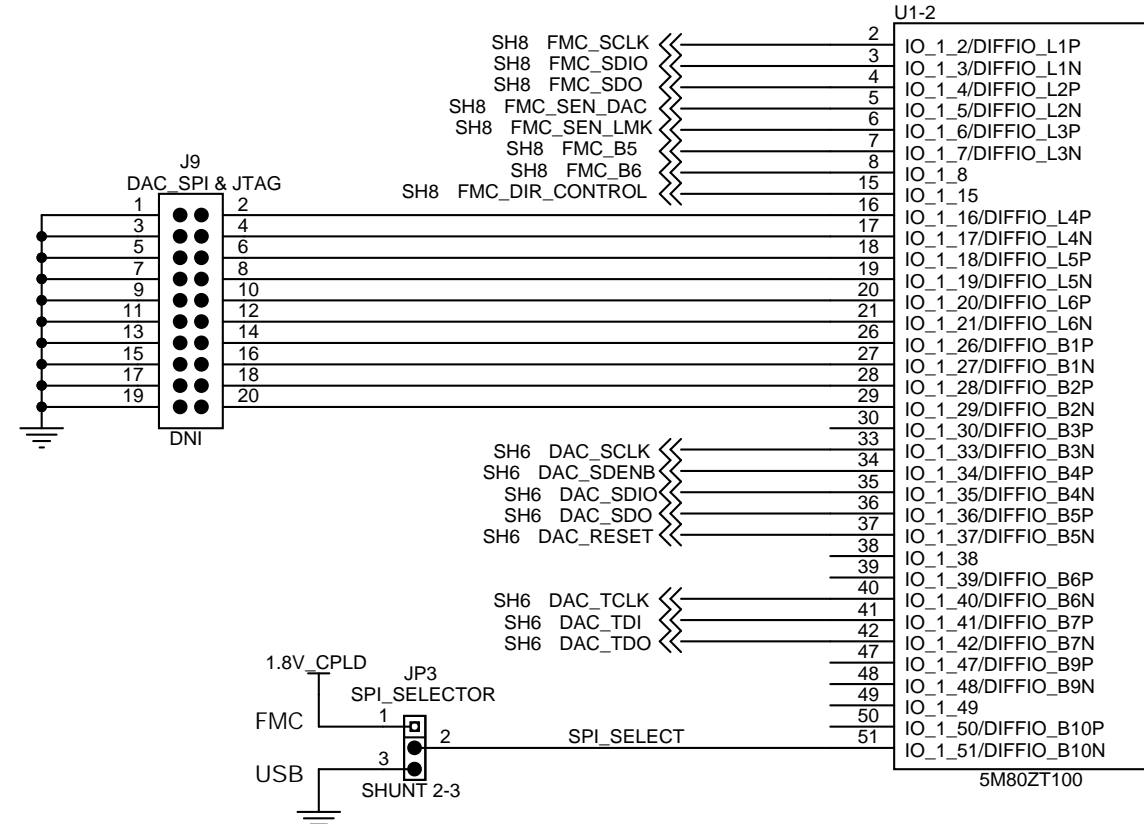 U1-2
SH8 FMC_SCLK 2 IO_1_2/DIFFIO_L1P
SH8 FMC_SDIO 3 IO_1_3/DIFFIO_L1N
SH8 FMC_SDO 4 IO_1_4/DIFFIO_L2P
SH8 FMC_SEN_DAC 5 IO_1_5/DIFFIO_L2N
SH8 FMC_SEN_LMK 6 IO_1_6/DIFFIO_L3P
SH8 FMC_B5 7 IO_1_7/DIFFIO_L3N
SH8 FMC_B6 8 IO_1_8
SH8 FMC_DIR_CONTROL 15 IO_1_15
J9
DAC_SPI & JTAG
1 2 16 IO_1_16/DIFFIO_L4P
3 4 17 IO_1_17/DIFFIO_L4N
5 6 18 IO_1_18/DIFFIO_L5P
7 8 19 IO_1_19/DIFFIO_L5N
9 10 20 IO_1_20/DIFFIO_L6P
11 12 21 IO_1_21/DIFFIO_L6N
13 14 26 IO_1_26/DIFFIO_B1P
15 16 27 IO_1_27/DIFFIO_B1N
17 18 28 IO_1_28/DIFFIO_B2P
19 20 29 IO_1_29/DIFFIO_B2N
DNI
30 IO_1_30/DIFFIO_B3P
SH6 DAC_SCLK 33 IO_1_33/DIFFIO_B3N
SH6 DAC_SDENB 34 IO_1_34/DIFFIO_B4P
SH6 DAC_SDIO 35 IO_1_35/DIFFIO_B4N
SH6 DAC_SDO 36 IO_1_36/DIFFIO_B5P
SH6 DAC_RESET 37 IO_1_37/DIFFIO_B5N
38 IO_1_38
39 IO_1_39/DIFFIO_B6P
SH6 DAC_TCLK 40 IO_1_40/DIFFIO_B6N
SH6 DAC_TDI 41 IO_1_41/DIFFIO_B7P
SH6 DAC_TDO 42 IO_1_42/DIFFIO_B7N
47 IO_1_47/DIFFIO_B9P
48 IO_1_48/DIFFIO_B9N
49 IO_1_49
50 IO_1_50/DIFFIO_B10P
1.8V_CPLD
JP3
SPI_SELECTOR
FMC 1
2 SPI_SELECT 51 IO_1_51/DIFFIO_B10N
USB 3
SHUNT 2-3
5M80ZT100